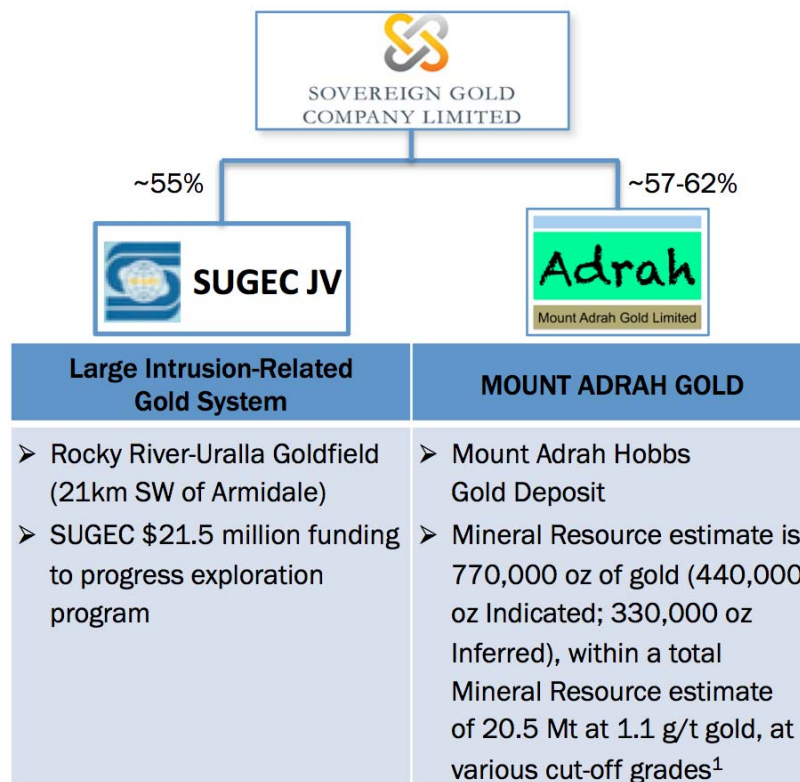 SOVEREIGN GOLD
COMPANY LIMITED
~55%
~57-62%
SUGEC JV
Adrah
Mount Adrah Gold Limited
Large Intrusion-Related
Gold System
MOUNT ADRAH GOLD
➢ Rocky River-Uralla Goldfield
(21km SW of Armidale)
➢ SUGEC $21.5 million funding
to progress exploration
program
➢ Mount Adrah Hobbs
Gold Deposit
➢ Mineral Resource estimate is
770,000 oz of gold (440,000
oz Indicated; 330,000 oz
Inferred), within a total
Mineral Resource estimate
of 20.5 Mt at 1.1 g/t gold, at
various cut-off grades¹